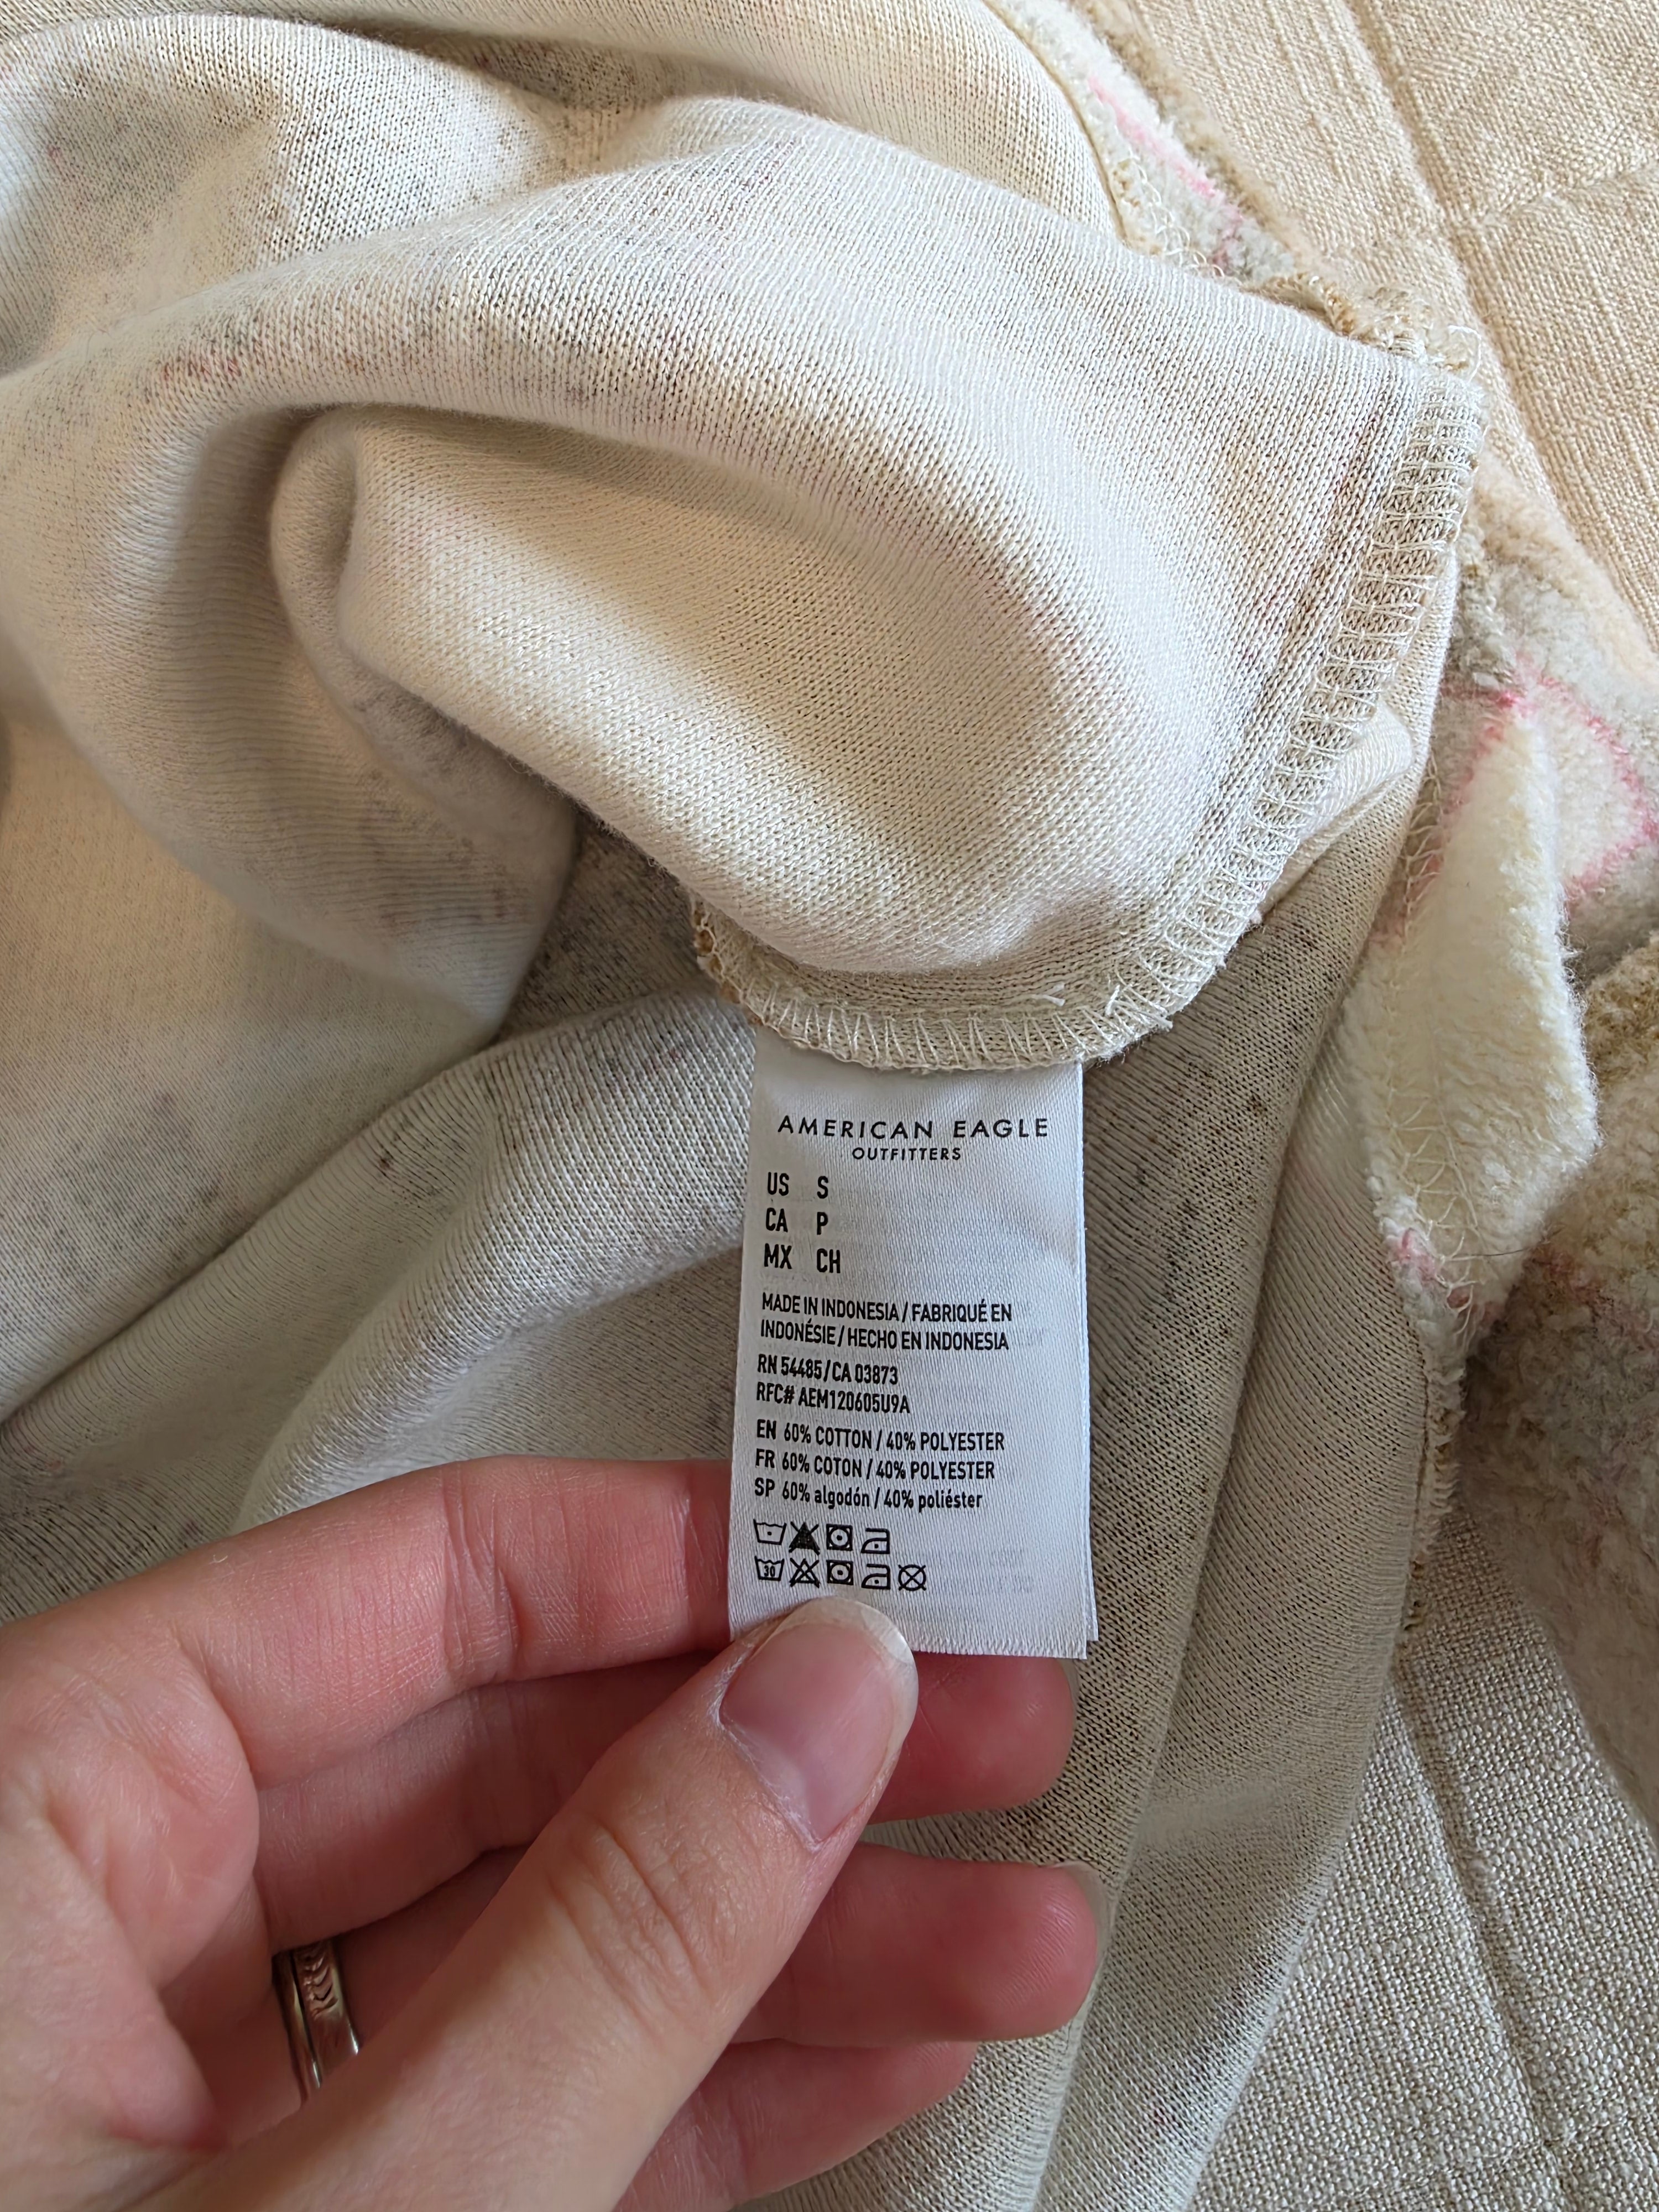 AMERICAN EAGLE
OUTFITTERS
US S
CA P
MX CH
MADE IN INDONESIA / FABRIQUÉ EN
INDONÉSIE / HECHO EN INDONESIA
RN 54485/CA 03873
RFC# AEM120605U9A
EN 60% COTTON / 40% POLYESTER
FR 60% COTON / 40% POLYESTER
SP 60% algodón / 40% poliéster
30